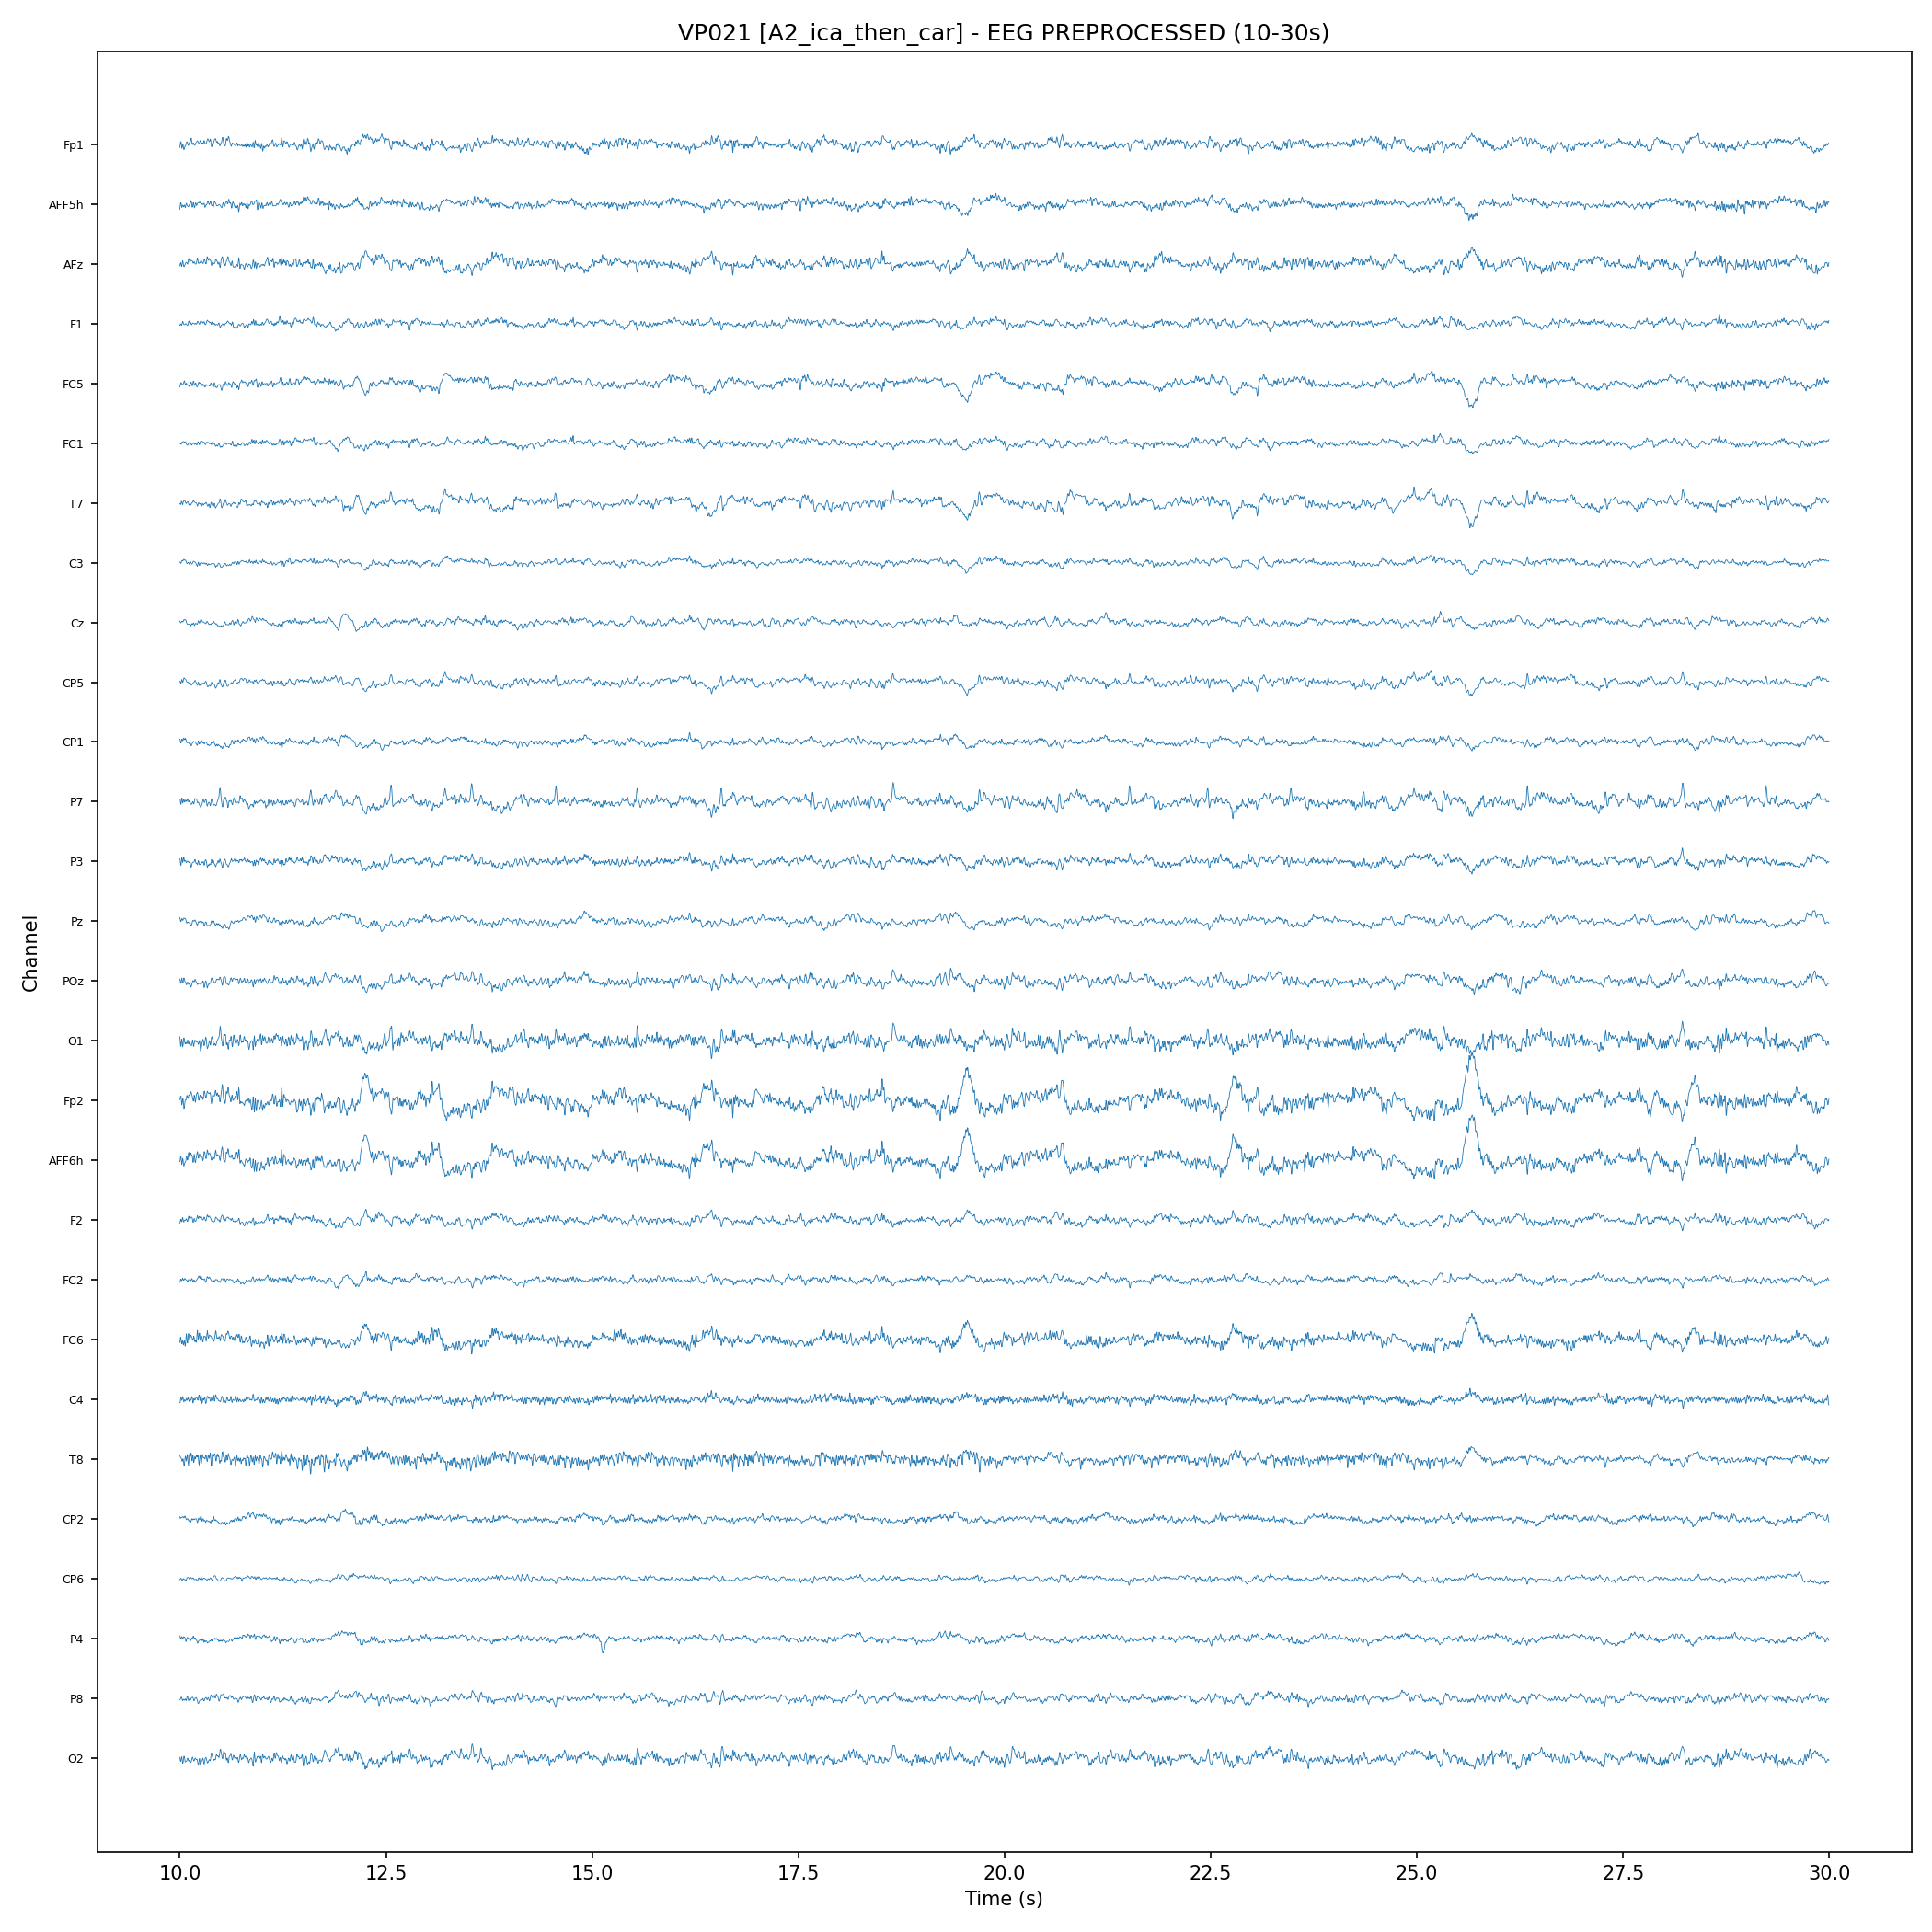 VP021 [A2_ica_then_car] - EEG PREPROCESSED (10-30s)
Channel
Fp1
AFF5h
AFz
F1
FC5
FC1
T7
C3
Cz
CP5
CP1
P7
P3
Pz
POz
O1
Fp2
AFF6h
F2
FC2
FC6
C4
T8
CP2
CP6
P4
P8
O2
10.0 12.5 15.0 17.5 20.0 22.5 25.0 27.5 30.0
Time (s)